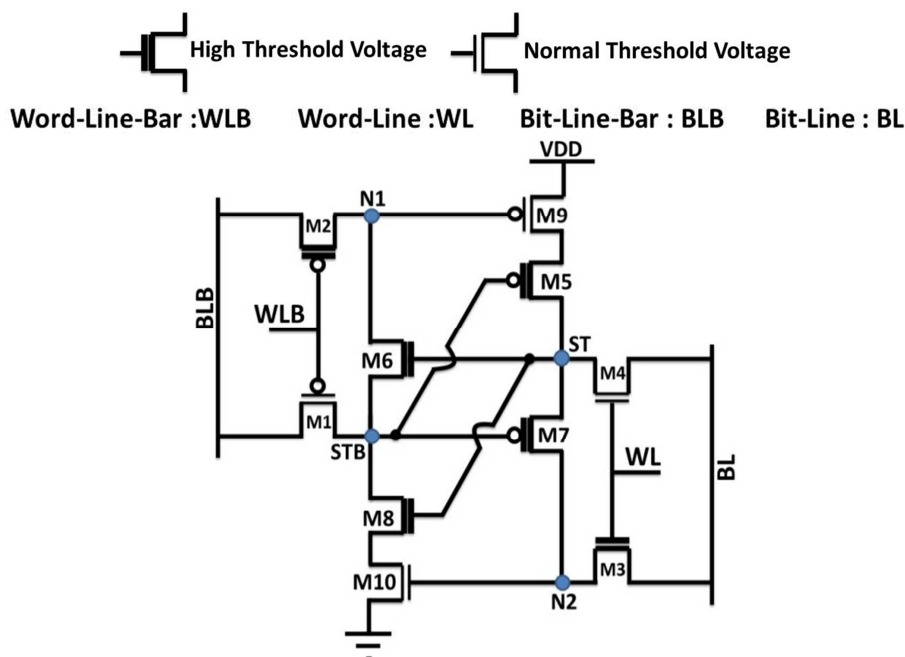 High Threshold Voltage Normal Threshold Voltage
Word-Line-Bar :WLB Word-Line :WL Bit-Line-Bar : BLB Bit-Line : BL
VDD
N1
M2
M9
M5
BLB
WLB
ST
M6
M4
M1
STB
M7
WL
BL
M8
M3
M10
N2